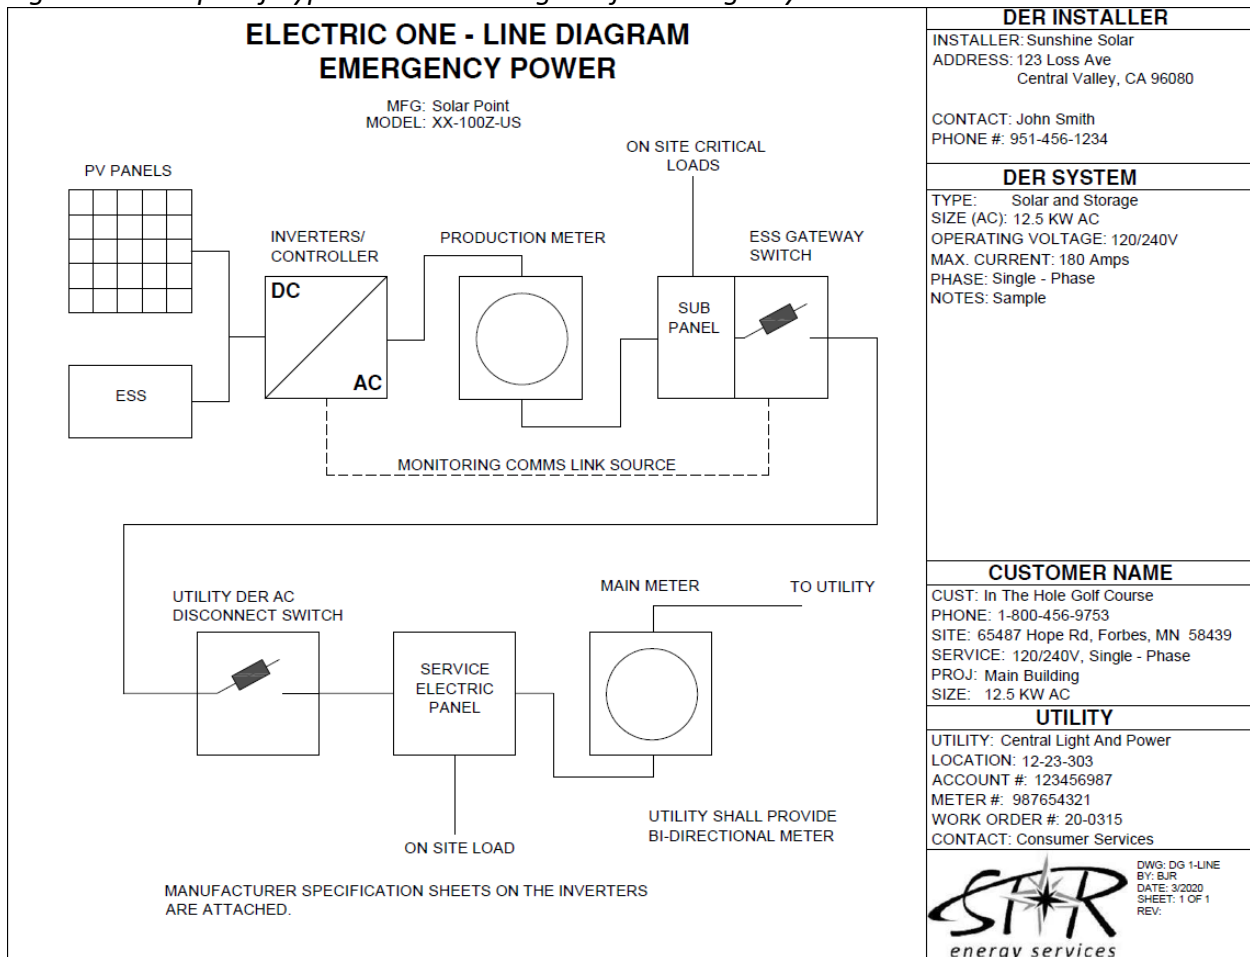 ELECTRIC ONE - LINE DIAGRAM
EMERGENCY POWER
MFG: Solar Point
MODEL: XX-100Z-US
PV PANELS
ESS
INVERTERS/
CONTROLLER
DC
AC
PRODUCTION METER
ON SITE CRITICAL
LOADS
SUB
PANEL
ESS GATEWAY
SWITCH
MONITORING COMMS LINK SOURCE
UTILITY DER AC
DISCONNECT SWITCH
SERVICE
ELECTRIC
PANEL
ON SITE LOAD
MAIN METER
TO UTILITY
UTILITY SHALL PROVIDE
BI-DIRECTIONAL METER
MANUFACTURER SPECIFICATION SHEETS ON THE INVERTERS
ARE ATTACHED.
DER INSTALLER
INSTALLER: Sunshine Solar
ADDRESS: 123 Loss Ave
Central Valley, CA 96080
CONTACT: John Smith
PHONE #: 951-456-1234
DER SYSTEM
TYPE: Solar and Storage
SIZE (AC): 12.5 KW AC
OPERATING VOLTAGE: 120/240V
MAX. CURRENT: 180 Amps
PHASE: Single - Phase
NOTES: Sample
CUSTOMER NAME
CUST: In The Hole Golf Course
PHONE: 1-800-456-9753
SITE: 65487 Hope Rd, Forbes, MN 58439
SERVICE: 120/240V, Single - Phase
PROJ: Main Building
SIZE: 12.5 KW AC
UTILITY
UTILITY: Central Light And Power
LOCATION: 12-23-303
ACCOUNT #: 123456987
METER #: 987654321
WORK ORDER #: 20-0315
CONTACT: Consumer Services
STAR
energy services
DWG: DG 1-LINE
BY: BJR
DATE: 3/2020
SHEET: 1 OF 1
REV: